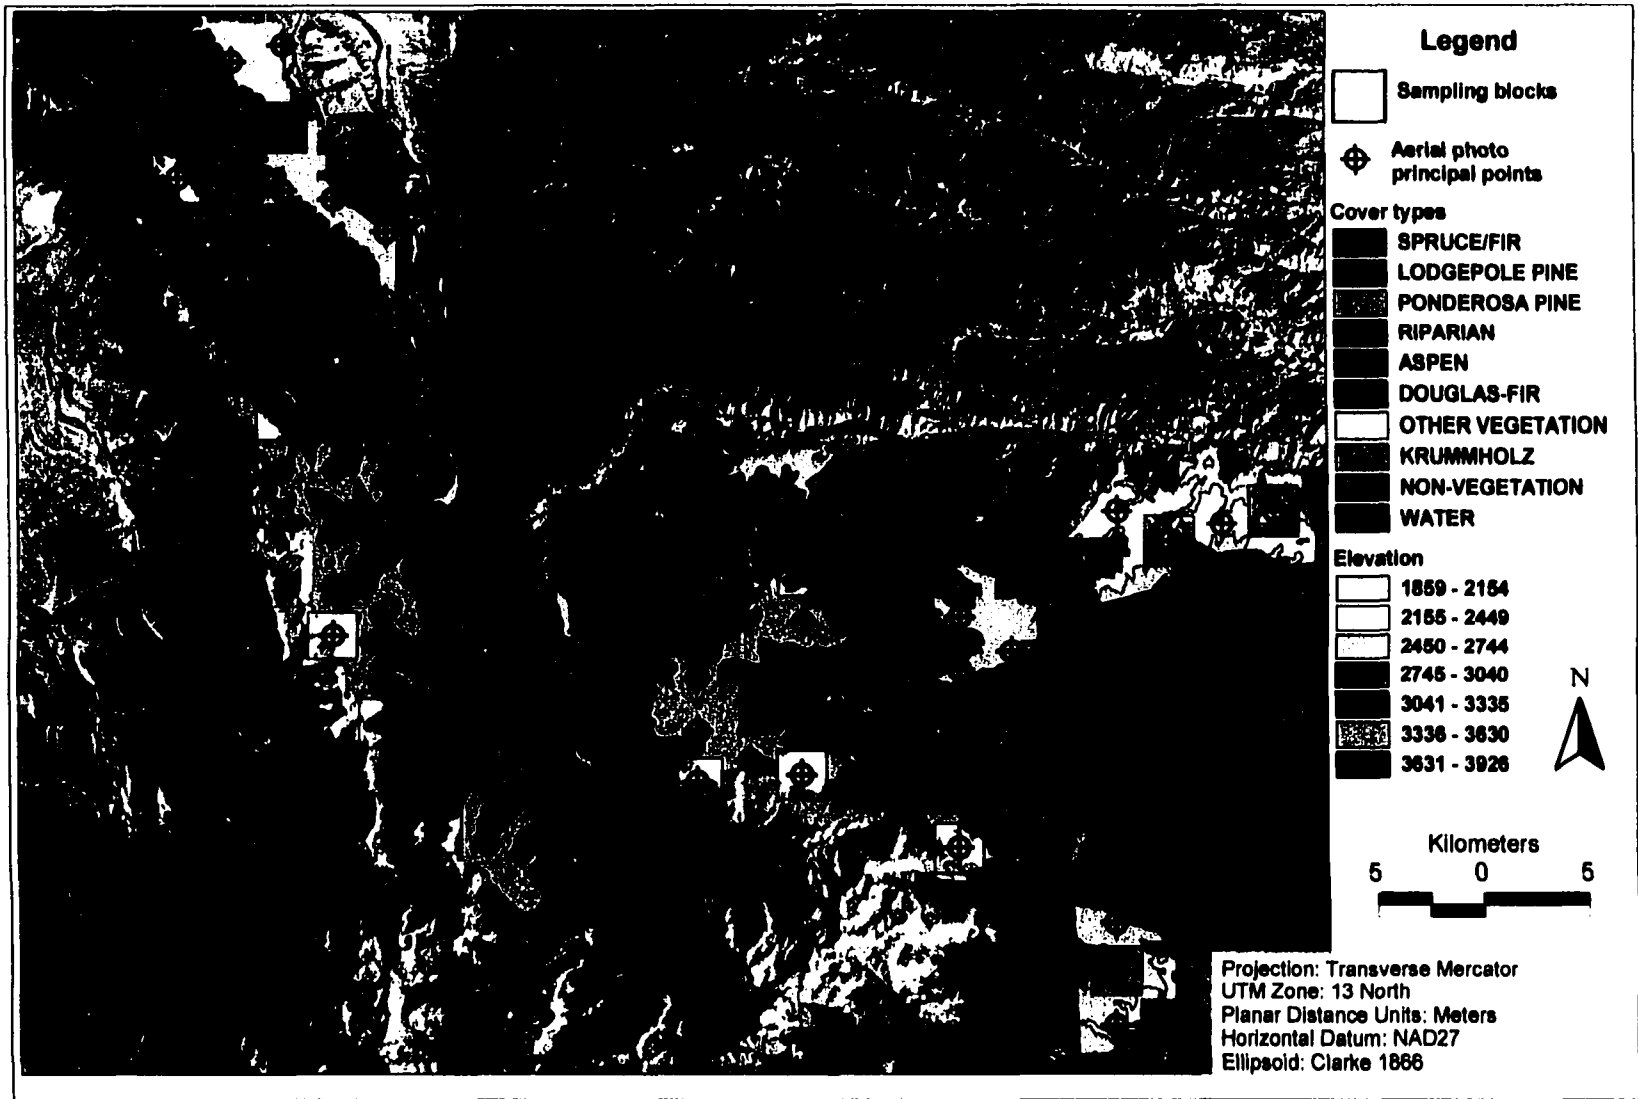 Legend
Sampling blocks
Aerial photo
principal points
Cover types
SPRUCE/FIR
LODGEPOLE PINE
PONDEROSA PINE
RIPARIAN
ASPEN
DOUGLAS-FIR
OTHER VEGETATION
KRUMMHOLZ
NON-VEGETATION
WATER
Elevation
1859 - 2154
2155 - 2449
2450 - 2744
2745 - 3040
3041 - 3335
3336 - 3630
3631 - 3926
N
Kilometers
5 0 5
Projection: Transverse Mercator
UTM Zone: 13 North
Planar Distance Units: Meters
Horizontal Datum: NAD27
Ellipsoid: Clarke 1866